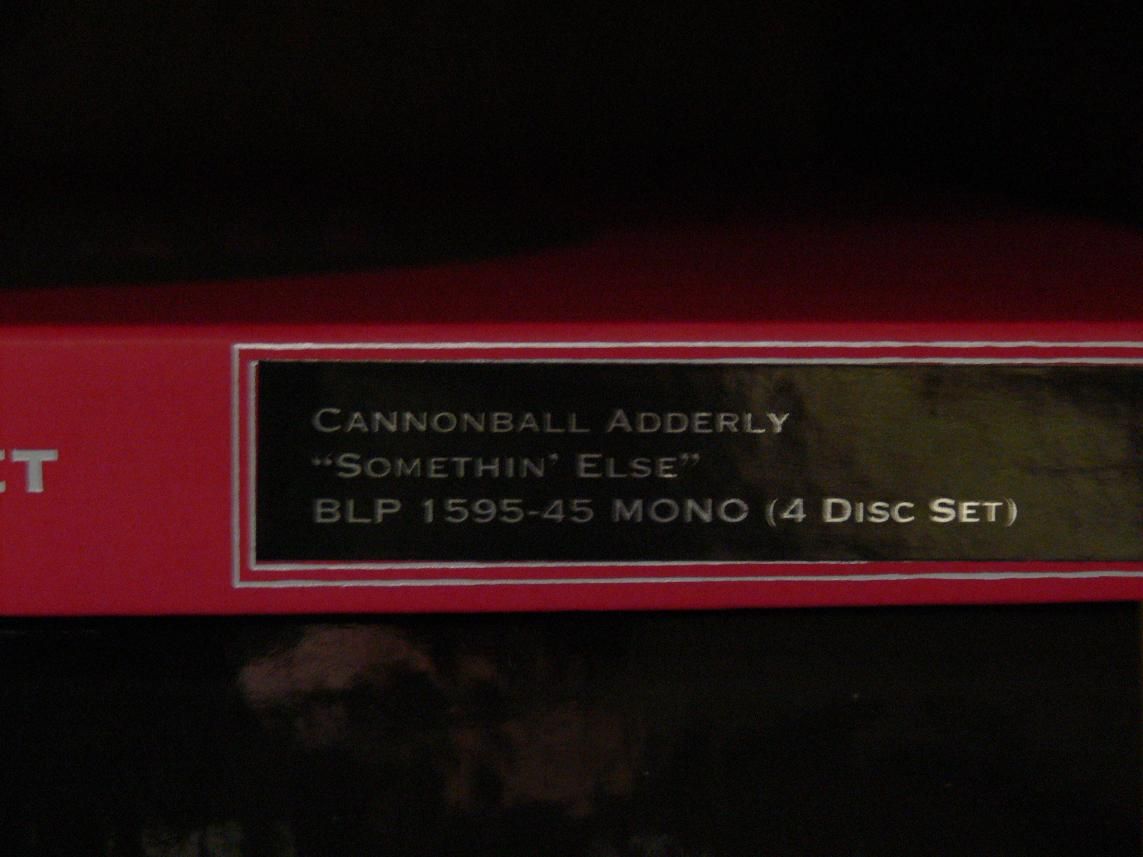 CANNONBALL ADDERLY
“SOMETHIN’ ELSE”
BLP 1595-45 MONO (4 DISC SET)